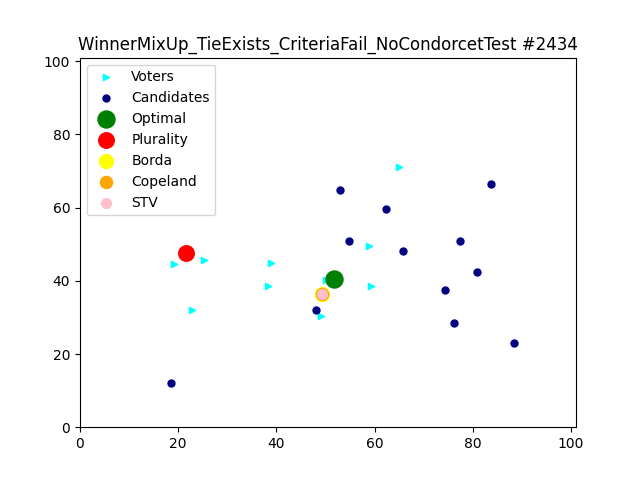 WinnerMixUp_TieExists_CriteriaFail_NoCondorcetTest #2434
100
80
60
40
20
0
Voters
Candidates
Optimal
Plurality
Borda
Copeland
STV
0 20 40 60 80 100